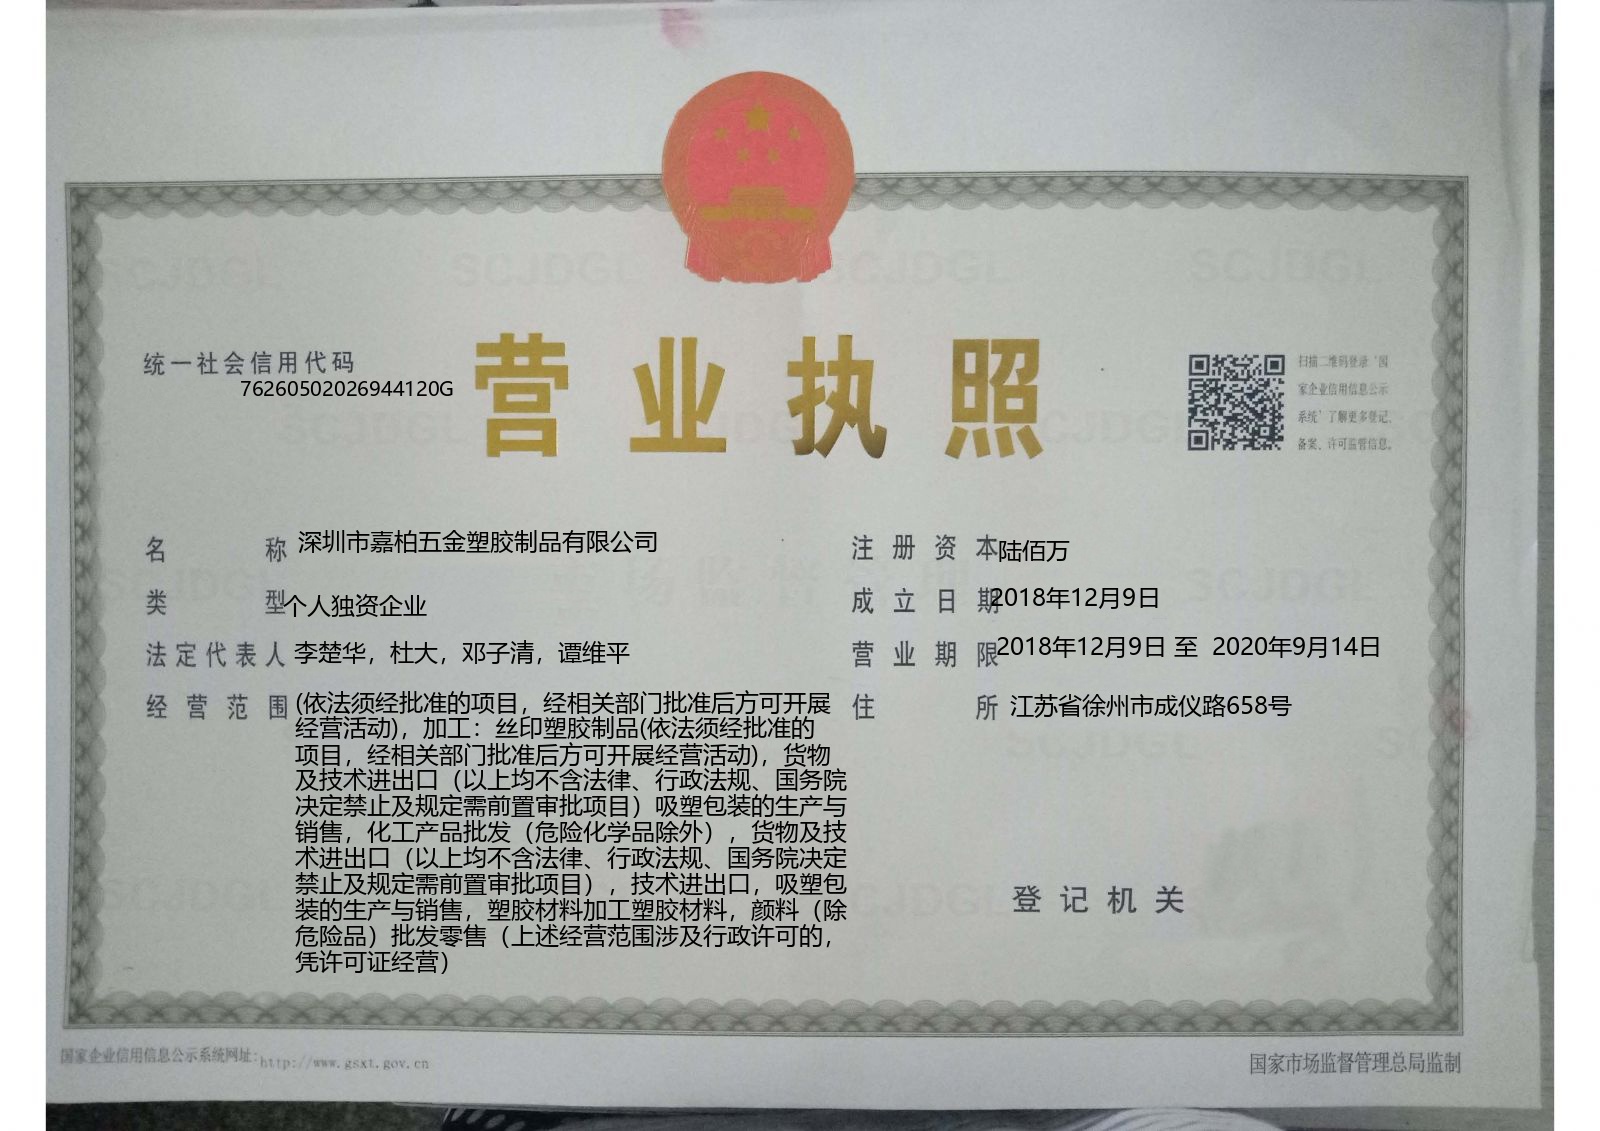 统一社会信用代码
76260502026944120G
营业执照
扫描二维码登录‘国
家企业信用信息公示
系统’了解更多登记、
备案、许可监管信息。
名称 深圳市嘉柏五金塑胶制品有限公司
类型 个人独资企业
法定代表人 李楚华，杜大，邓子清，谭维平
经营范围 (依法须经批准的项目，经相关部门批准后方可开展
经营活动)，加工：丝印塑胶制品(依法须经批准的
项目，经相关部门批准后方可开展经营活动)，货物
及技术进出口（以上均不含法律、行政法规、国务院
决定禁止及规定需前置审批项目）吸塑包装的生产与
销售，化工产品批发（危险化学品除外），货物及技
术进出口（以上均不含法律、行政法规、国务院决定
禁止及规定需前置审批项目），技术进出口，吸塑包
装的生产与销售，塑胶材料加工塑胶材料，颜料（除
危险品）批发零售（上述经营范围涉及行政许可的，
凭许可证经营）
注册资本 陆佰万
成立日期 2018年12月9日
营业期限 2018年12月9日 至 2020年9月14日
住所 江苏省徐州市成仪路658号
登记机关
国家企业信用信息公示系统网址：http://www.gsxt.gov.cn
国家市场监督管理总局监制